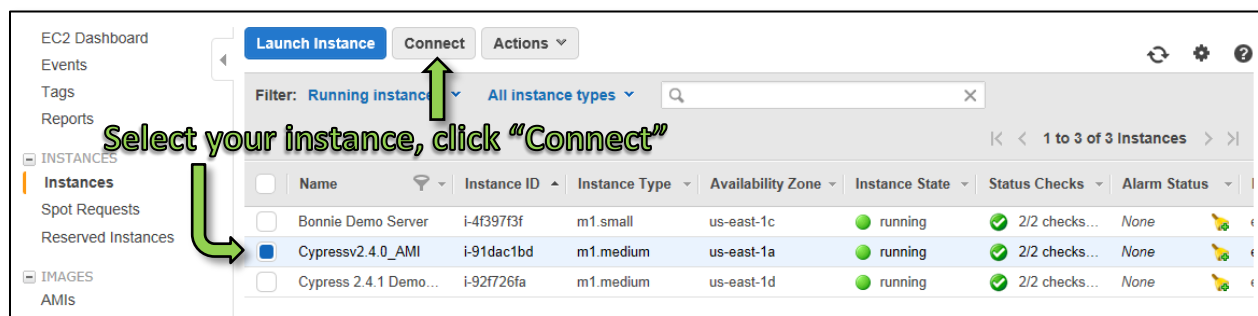 EC2 Dashboard
Events
Tags
Reports
INSTANCES
Instances
Spot Requests
Reserved Instances
IMAGES
AMIs
Launch Instance Connect Actions
Filter: Running instances All instance types
1 to 3 of 3 Instances
Select your instance, click “Connect”
Name Instance ID Instance Type Availability Zone Instance State Status Checks Alarm Status
Bonnie Demo Server i-4f397f3f m1.small us-east-1c running 2/2 checks... None
Cypressv2.4.0_AMI i-91dac1bd m1.medium us-east-1a running 2/2 checks... None
Cypress 2.4.1 Demo... i-92f726fa m1.medium us-east-1d running 2/2 checks... None